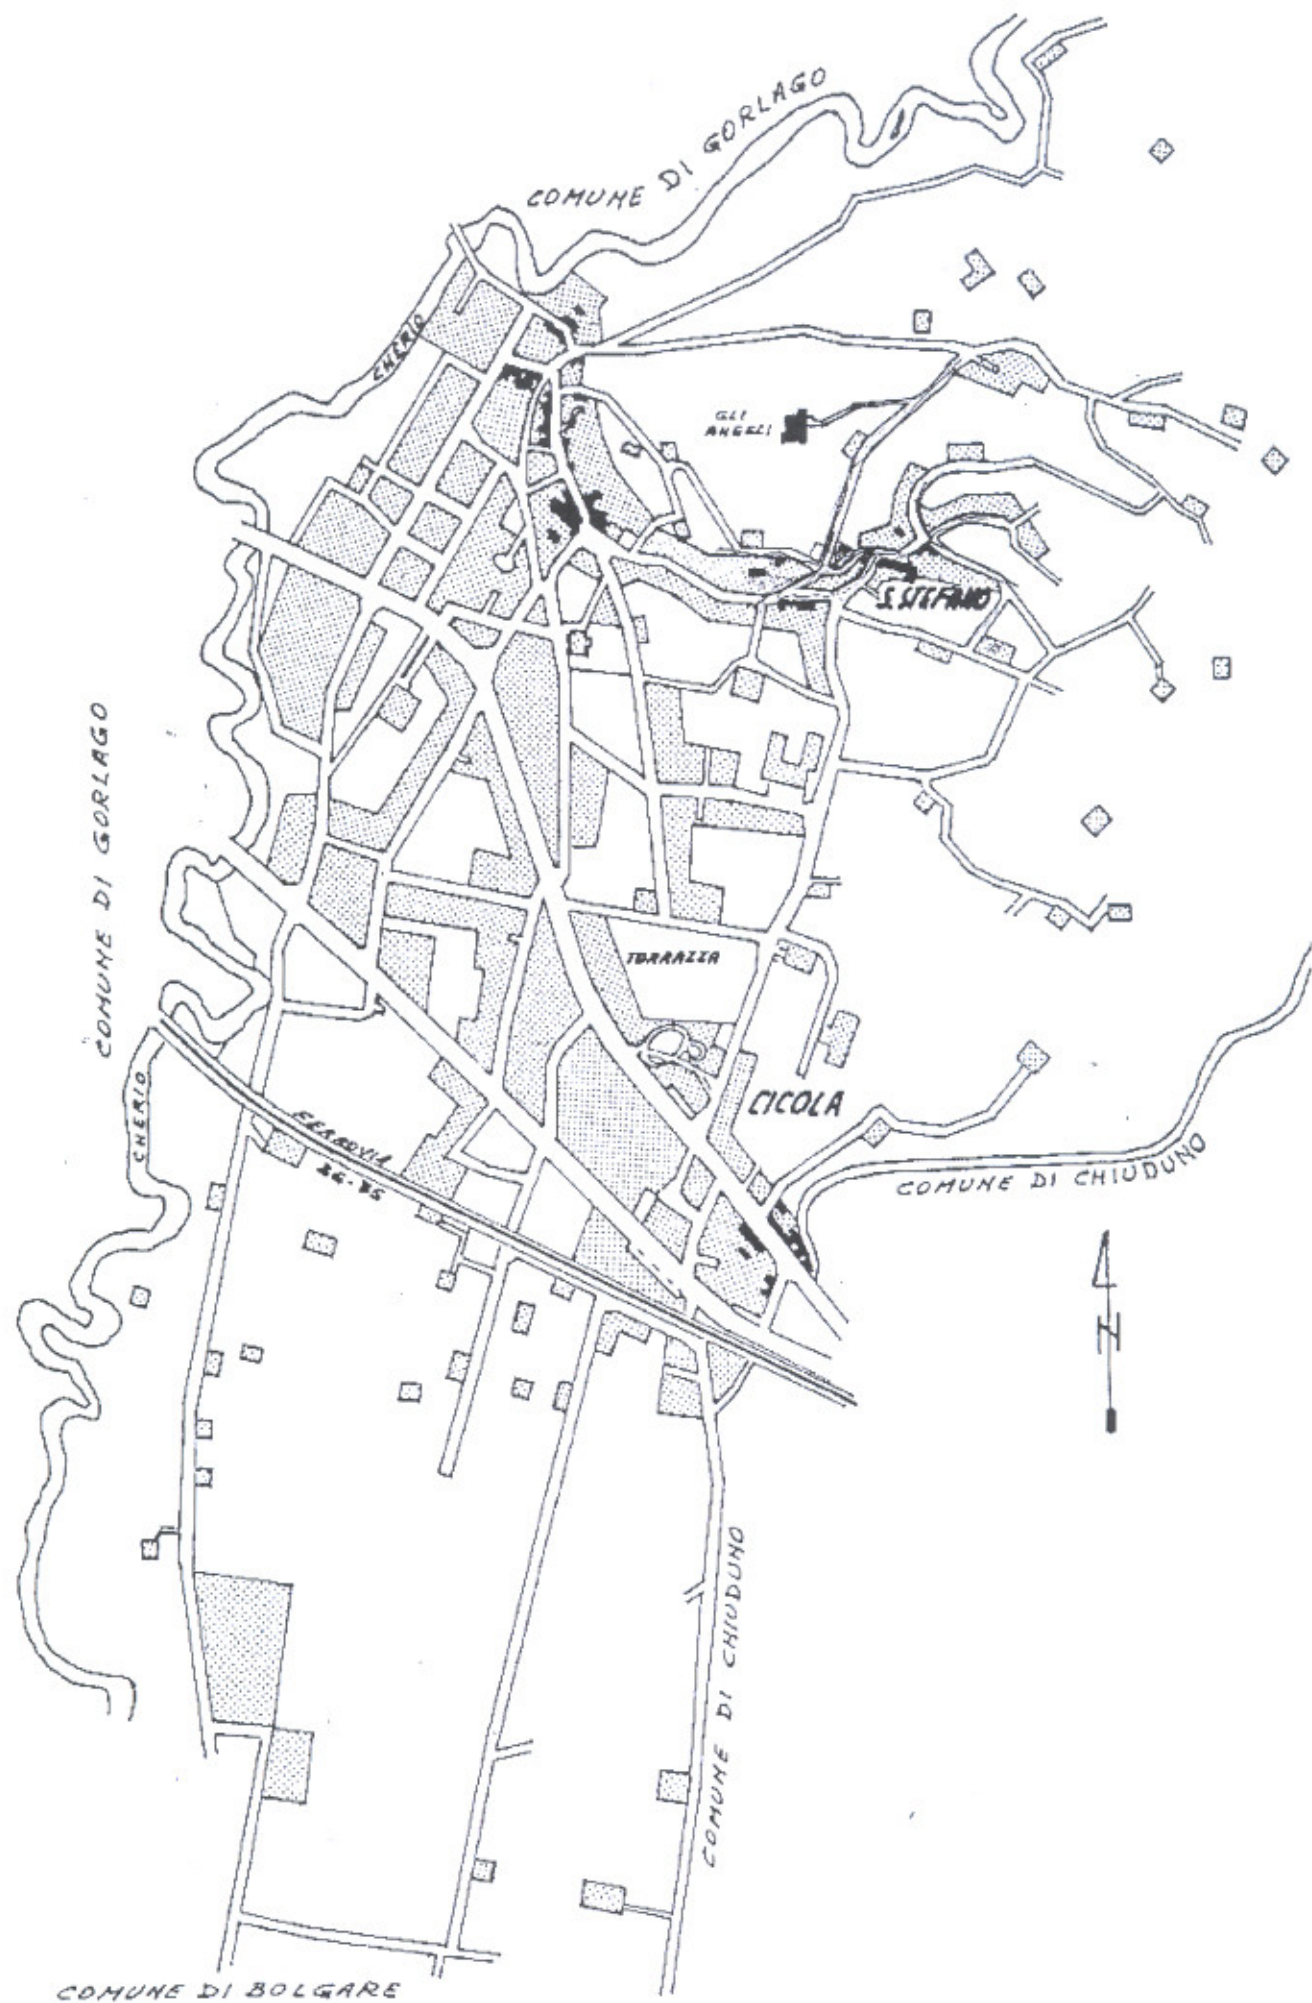 COMUNE DI GORLAGO
CHERIO
GLI
ANGELI
S. STEFANO
COMUNE DI GORLAGO
TORRAZZA
CICOLA
CHERIO
FERROVIA
BG-BS
COMUNE DI CHIUDUNO
N
COMUNE DI CHIUDUNO
COMUNE DI BOLGARE